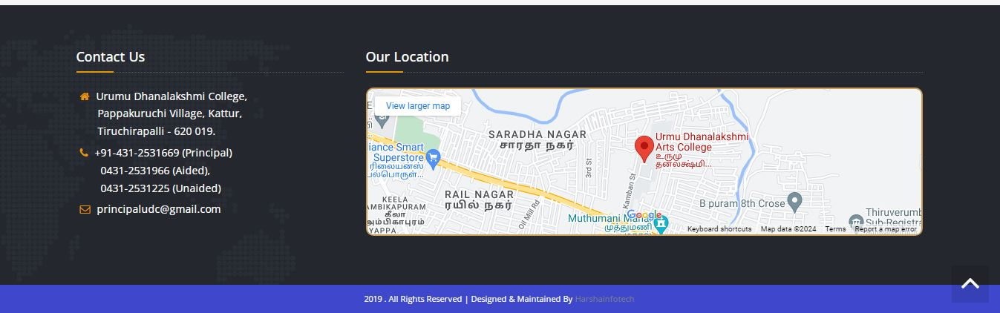 Contact Us
Urumu Dhanalakshmi College,
Pappakuruchi Village, Kattur,
Tiruchirapalli - 620 019.
+91-431-2531669 (Principal)
0431-2531966 (Aided),
0431-2531225 (Unaided)
principaludc@gmail.com
Our Location
View larger map
SARADHA NAGAR
சாரதா நகர்
Urmu Dhanalakshmi
Arts College
உருமு
தனலக்ஷ்மி...
iance Smart
Superstore
ரிலையன்ஸ்
பல்பொருள்...
3rd St
Kamban St
RAIL NAGAR
ரயில் நகர்
Oil Mill Rd
KEELA
AMBIKAPURAM
கீலா
அம்பிகாபுரம்
YAPPA
B puram 8th Crose
Muthumani Mahal
முத்துமணி
Google
Thiruverumb
Sub-Registra
Keyboard shortcuts Map data ©2024 Terms Report a map error
2019 . All Rights Reserved | Designed & Maintained By Harshainfotech